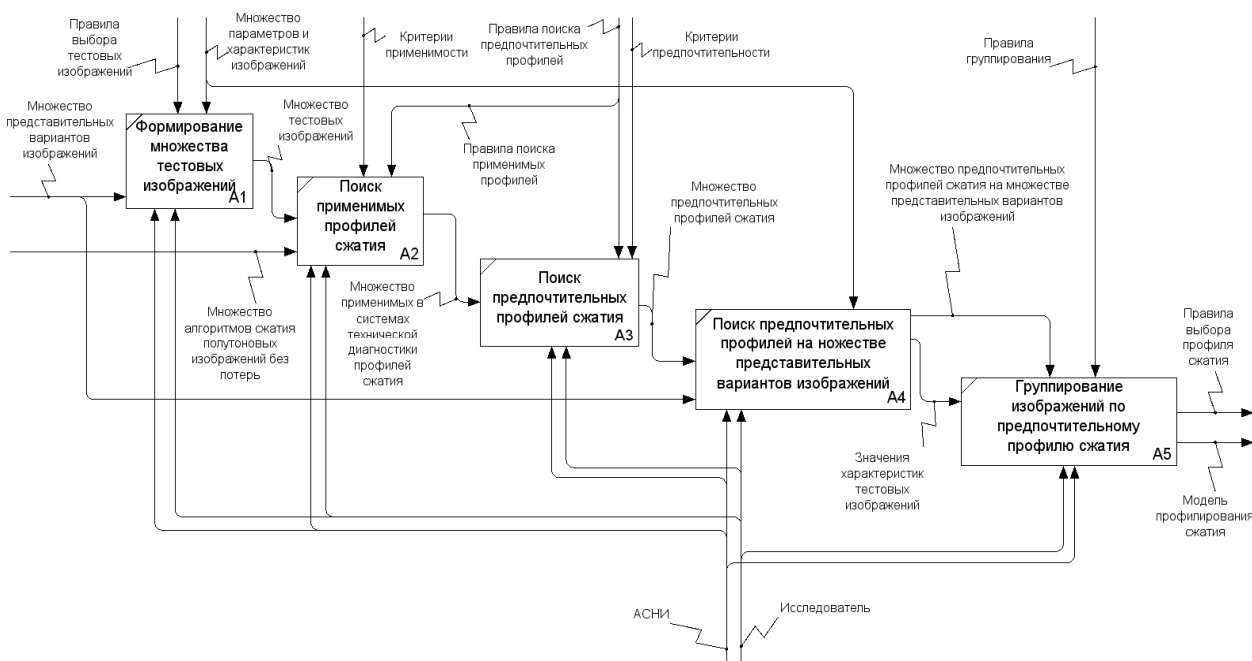 Правила
выбора
тестовых
изображений
Множество
параметров и
характеристик
изображений
Критерии
применимости
Правила поиска
предпочтительных
профилей
Критерии
предпочтительности
Правила
группирования
Множество
представительных
вариантов
изображений
Формирование
множества
тестовых
изображений
A1
Множество
тестовых
изображений
Правила поиска
применимых
профилей
Поиск
применимых
профилей
сжатия
A2
Множество
предпочтительных
профилей сжатия
Множество предпочтительных
профилей сжатия на множестве
представительных вариантов
изображений
Множество
алгоритмов сжатия
полутоновых
изображений без
потерь
Множество
применимых в
системах
технической
диагностики
профилей
сжатия
Поиск
предпочтительных
профилей сжатия
A3
Поиск предпочтительных
профилей на ножестве
представительных
вариантов изображений
A4
Правила
выбора
профиля
сжатия
Группирование
изображений по
предпочтительному
профилю сжатия
A5
Значения
характеристик
тестовых
изображений
Модель
профилирования
сжатия
АСНИ
Исследователь